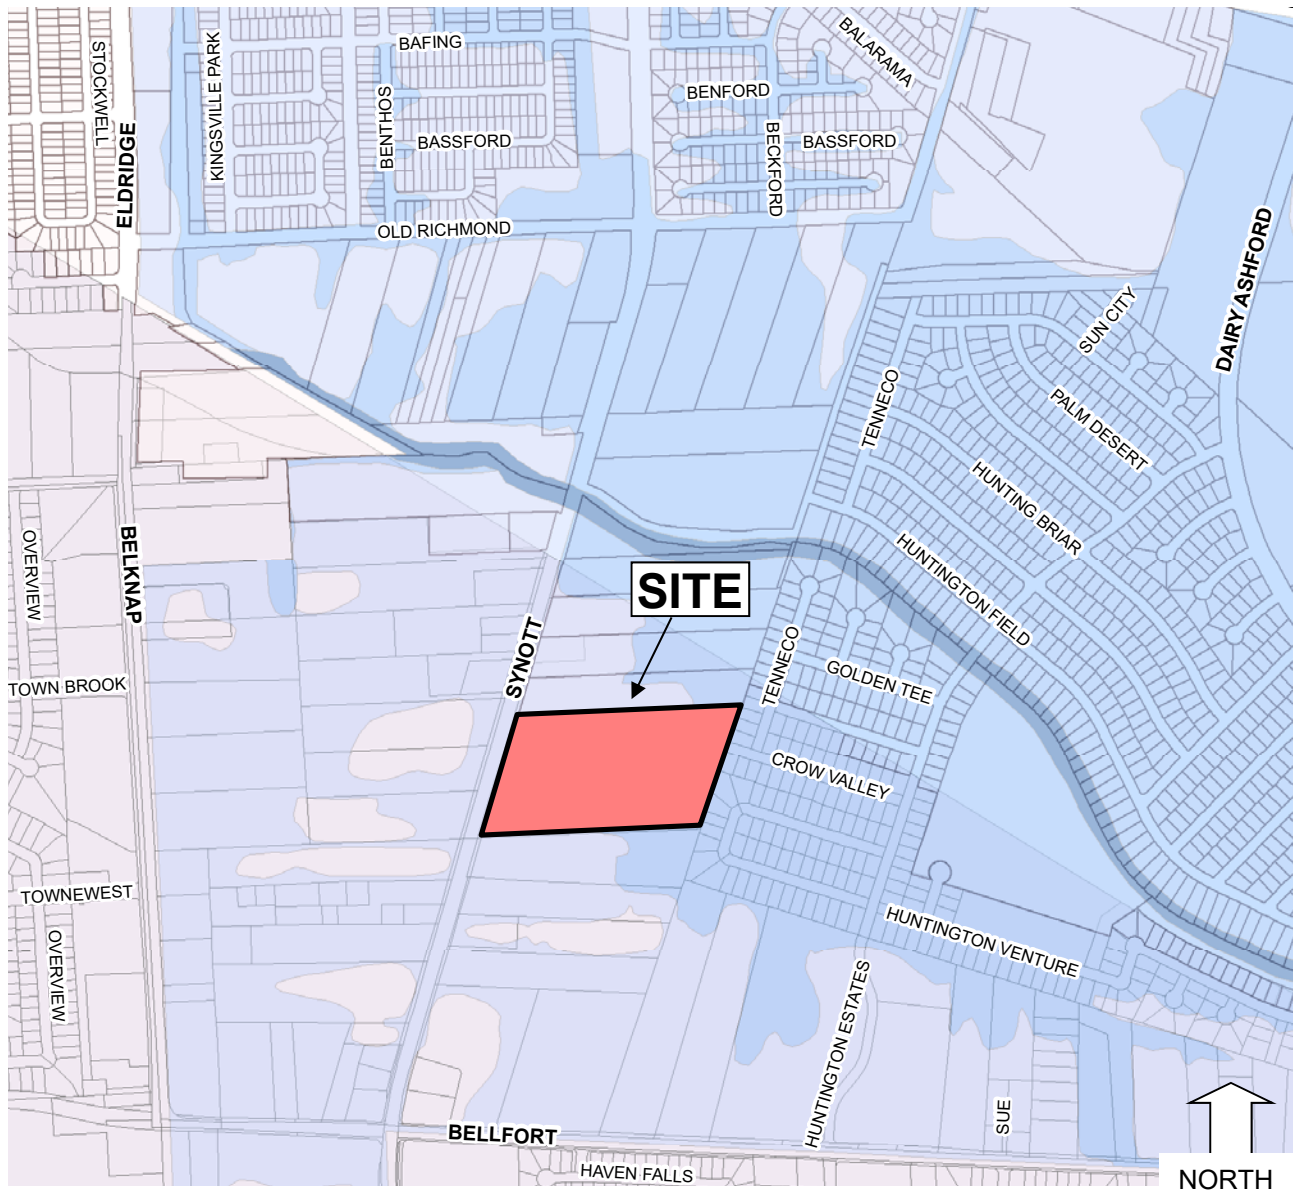 BAFING
BALARAMA
STOCKWELL
KINGSVILLE PARK
BENFORD
BENTHOS
ELDRIDGE
BASSFORD
BECKFORD
BASSFORD
OLD RICHMOND
DAIRY ASHFORD
SUN CITY
TENNECO
PALM DESERT
HUNTING BRIAR
OVERVIEW
BELKNAP
HUNTINGTON FIELD
SITE
SYNOTT
TENNECO
GOLDEN TEE
TOWN BROOK
CROW VALLEY
TOWNEWEST
HUNTINGTON VENTURE
OVERVIEW
HUNTINGTON ESTATES
SUE
BELLFORT
HAVEN FALLS
NORTH